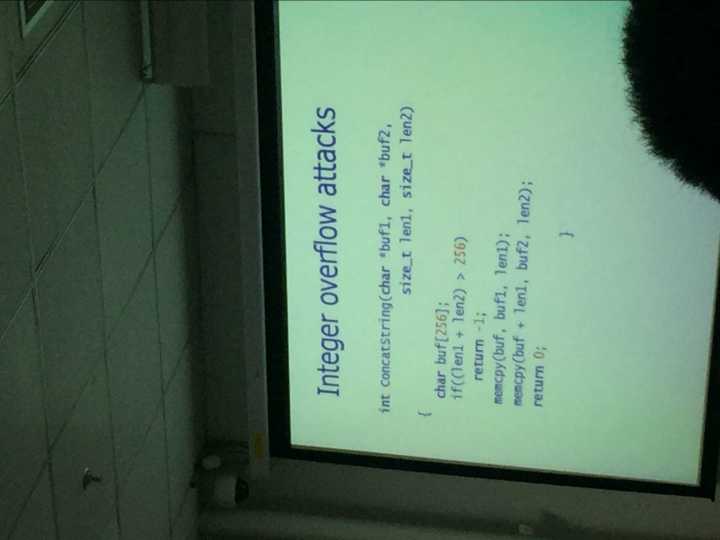 Integer overflow attacks
int ConcatString(char *buf1, char *buf2,
size_t len1, size_t len2)
{
char buf[256];
if((len1 + len2) > 256)
return -1;
memcpy(buf, buf1, len1);
memcpy(buf + len1, buf2, len2);
return 0;
}